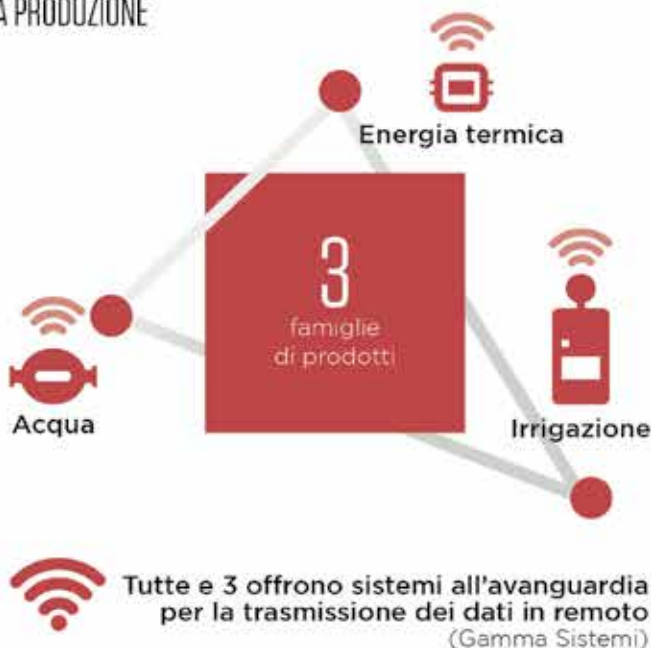 A PRODUZIONE
Energia termica
3
famiglie
di prodotti
Acqua
Irrigazione
Tutte e 3 offrono sistemi all'avanguardia
per la trasmissione dei dati in remoto
(Gamma Sistemi)